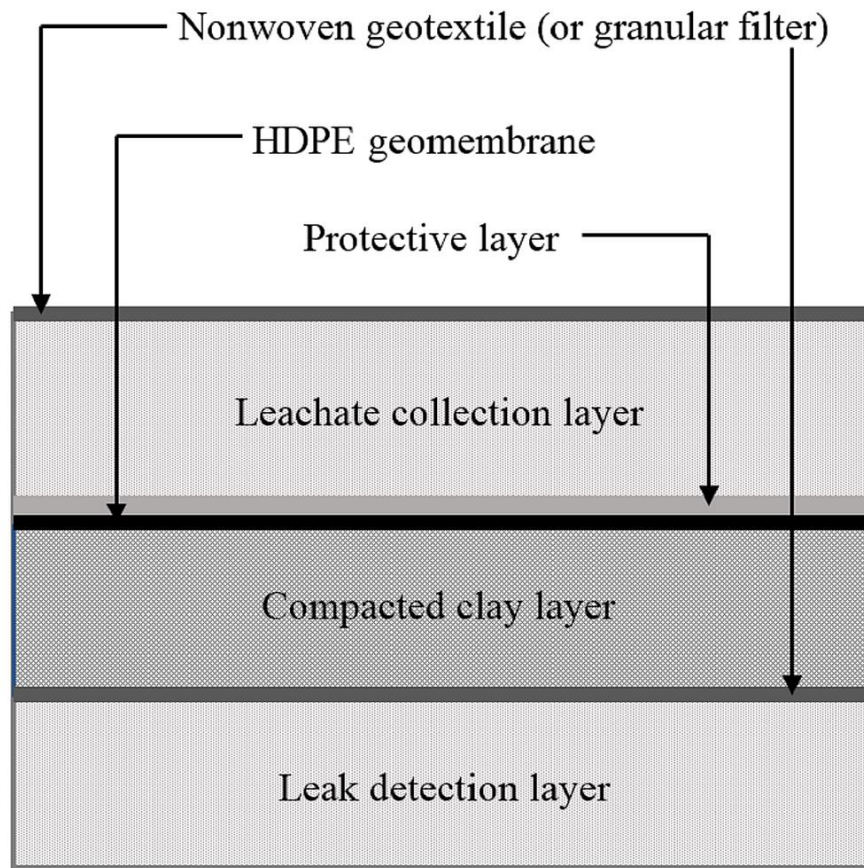 Nonwoven geotextile (or granular filter)
HDPE geomembrane
Protective layer
Leachate collection layer
Compacted clay layer
Leak detection layer